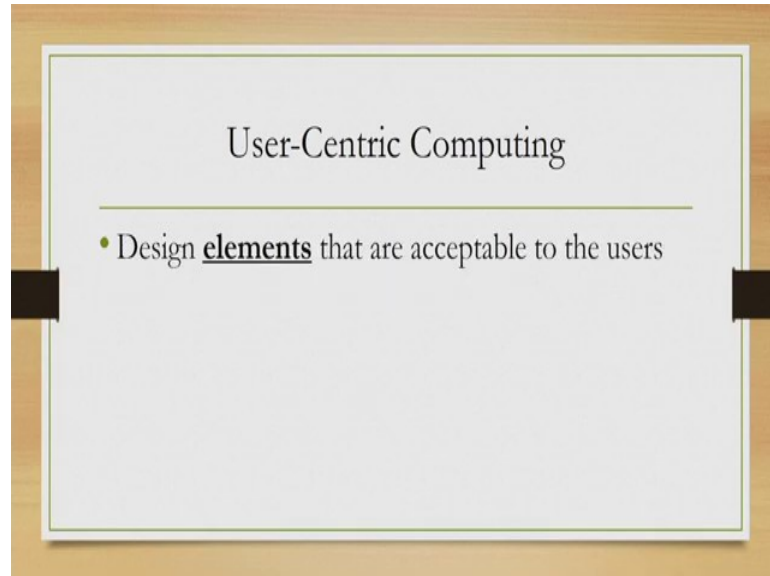 User-Centric Computing
• Design elements that are acceptable to the users